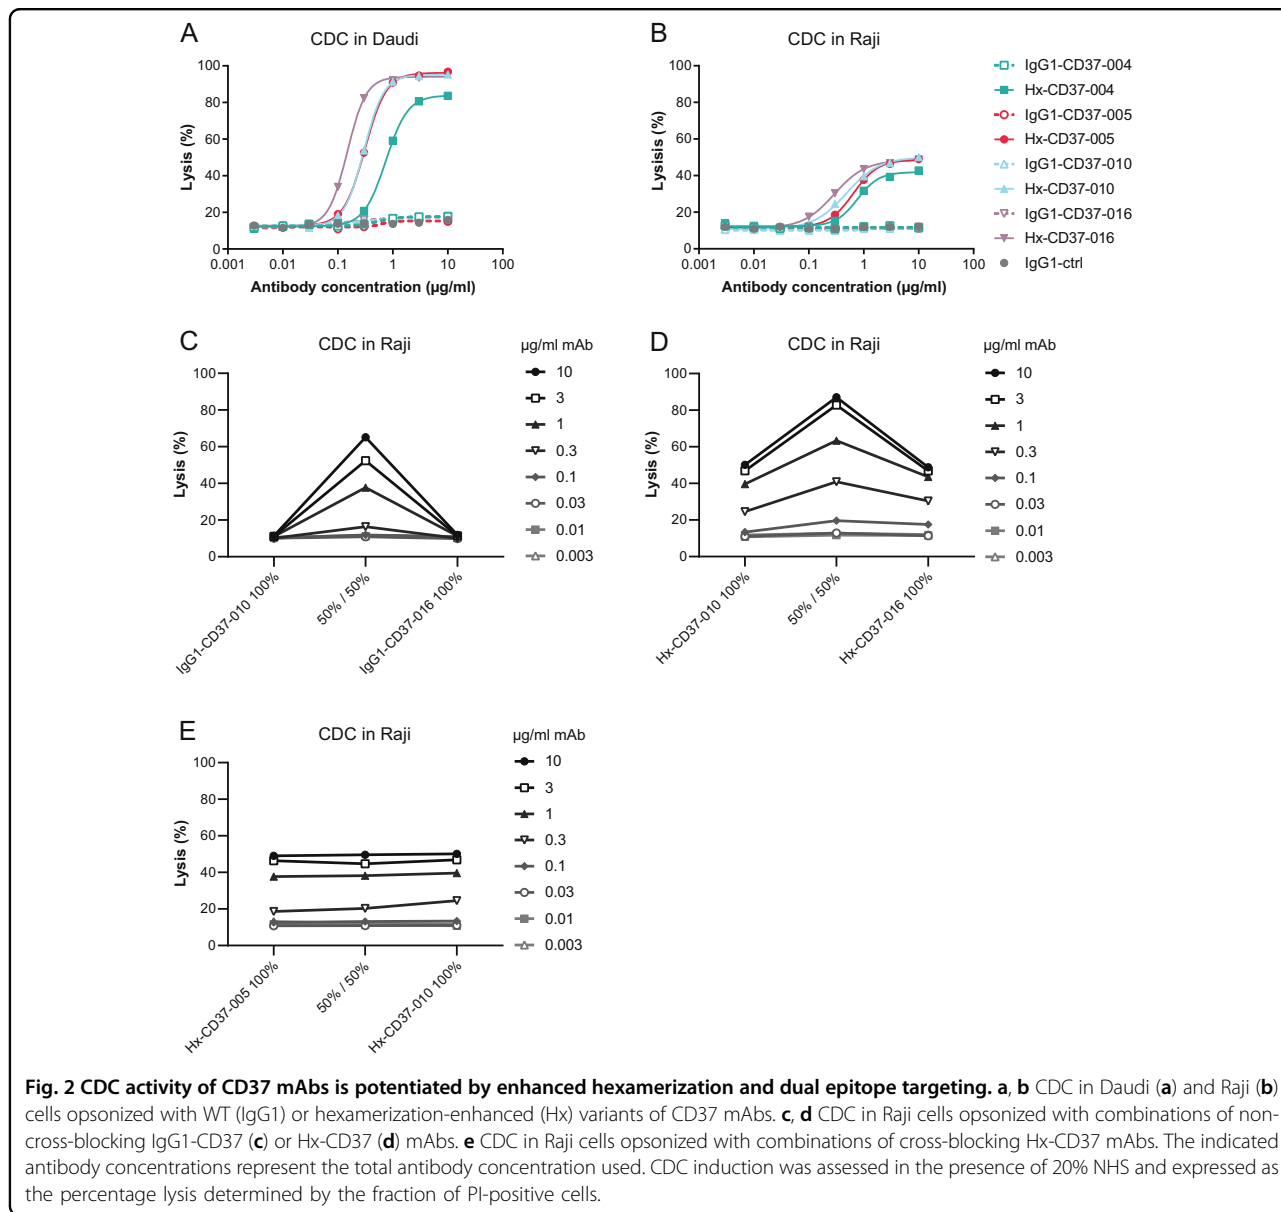 A
CDC in Daudi
Lysis (%)
100
80
60
40
20
0
0.001
0.01
0.1
1
10
100
Antibody concentration (µg/ml)
B
CDC in Raji
Lysis (%)
100
80
60
40
20
0
0.001
0.01
0.1
1
10
100
Antibody concentration (µg/ml)
IgG1-CD37-004
Hx-CD37-004
IgG1-CD37-005
Hx-CD37-005
IgG1-CD37-010
Hx-CD37-010
IgG1-CD37-016
Hx-CD37-016
IgG1-ctrl
C
CDC in Raji
Lysis (%)
100
80
60
40
20
0
IgG1-CD37-010 100%
50% / 50%
IgG1-CD37-016 100%
µg/ml mAb
10
3
1
0.3
0.1
0.03
0.01
0.003
D
CDC in Raji
Lysis (%)
100
80
60
40
20
0
Hx-CD37-010 100%
50% / 50%
Hx-CD37-016 100%
µg/ml mAb
10
3
1
0.3
0.1
0.03
0.01
0.003
E
CDC in Raji
Lysis (%)
100
80
60
40
20
0
Hx-CD37-005 100%
50% / 50%
Hx-CD37-010 100%
µg/ml mAb
10
3
1
0.3
0.1
0.03
0.01
0.003
Fig. 2 CDC activity of CD37 mAbs is potentiated by enhanced hexamerization and dual epitope targeting. a, b CDC in Daudi (a) and Raji (b)
cells opsonized with WT (IgG1) or hexamerization-enhanced (Hx) variants of CD37 mAbs. c, d CDC in Raji cells opsonized with combinations of non-
cross-blocking IgG1-CD37 (c) or Hx-CD37 (d) mAbs. e CDC in Raji cells opsonized with combinations of cross-blocking Hx-CD37 mAbs. The indicated
antibody concentrations represent the total antibody concentration used. CDC induction was assessed in the presence of 20% NHS and expressed as
the percentage lysis determined by the fraction of PI-positive cells.